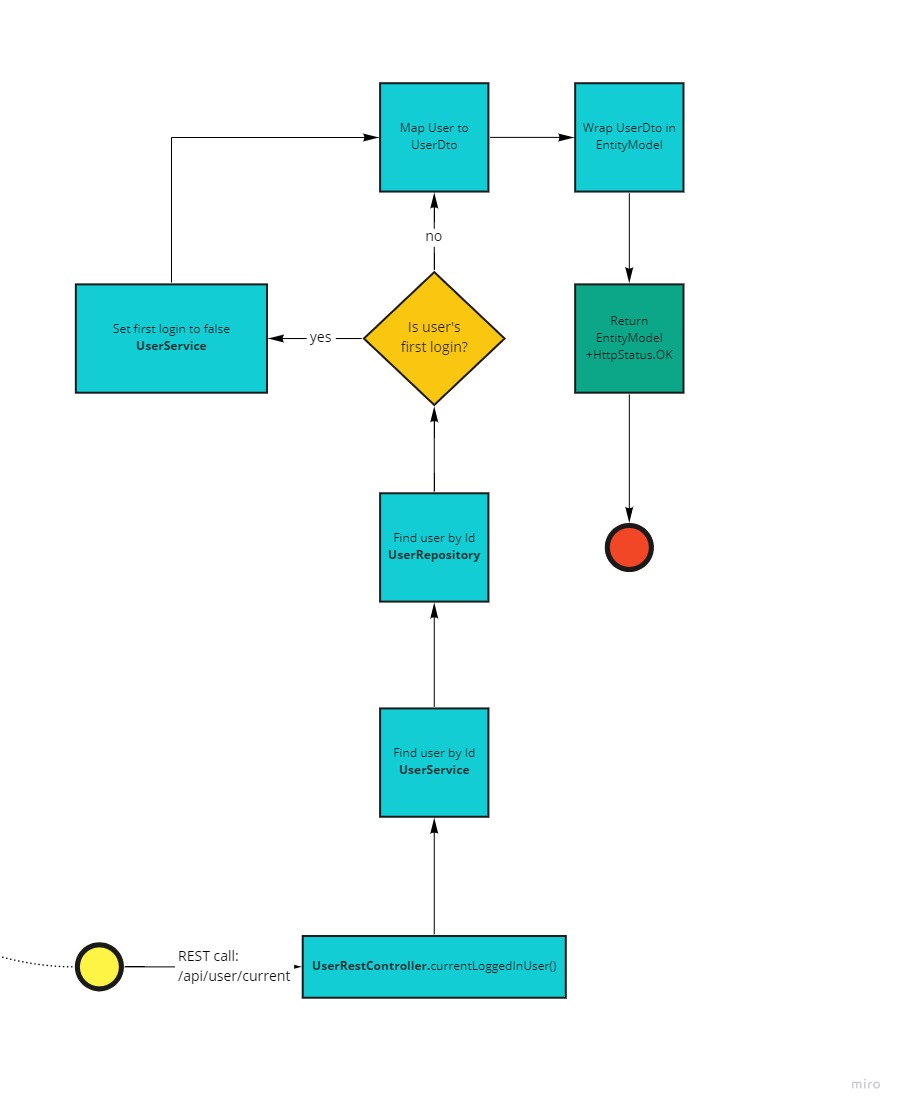 Map User to
UserDto
Wrap UserDto in
EntityModel
no
Set first login to false
UserService
yes
Is user's
first login?
Return
EntityModel
+HttpStatus.OK
Find user by Id
UserRepository
Find user by Id
UserService
REST call:
/api/user/current
UserRestController.currentLoggedInUser()
miro